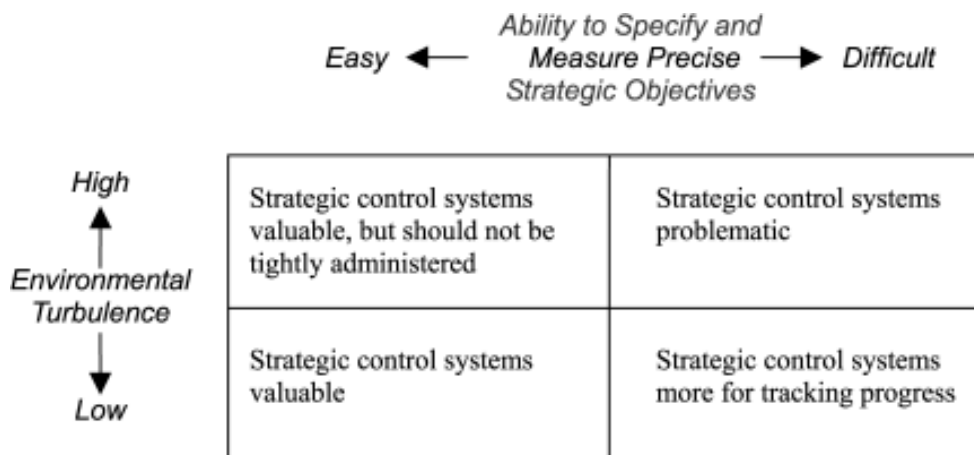 Ability to Specify and
Easy Measure Precise Difficult
Strategic Objectives
High
Environmental
Turbulence
Low
Strategic control systems
valuable, but should not be
tightly administered
Strategic control systems
problematic
Strategic control systems
valuable
Strategic control systems
more for tracking progress